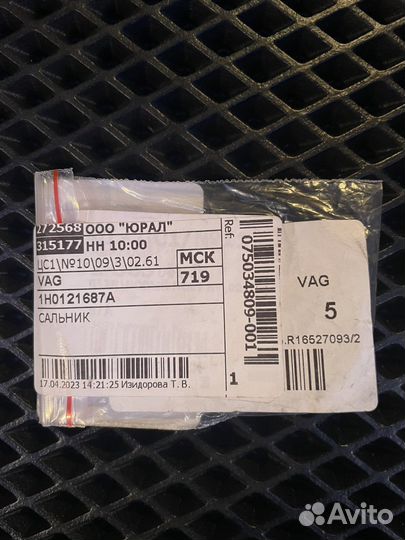 272568 ООО "ЮРАЛ"
315177 НН 10:00
ЦС1\№10\09\3\02.61
МСК
VAG
719
1H0121687A
САЛЬНИК
17.04.2023 14:21:25 Изидорова Т. В.
Ref.
075034809-001
1
VAG
5
.R16527093/2
Avito